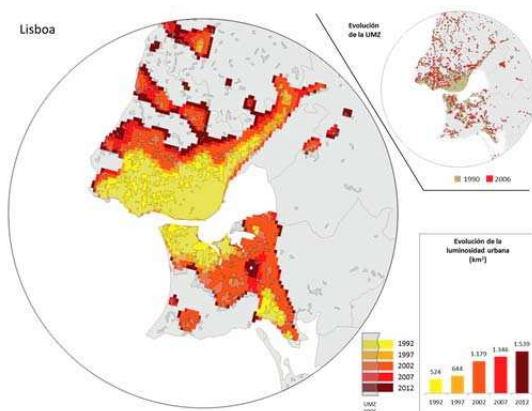 Lisboa
Evolución
de la UMZ
1990 2006
Evolución de la
luminosidad urbana
(km²)
524 644 1.179 1.346 1.539
1992 1997 2002 2007 2012
1992
1997
2002
2007
2012
UMZ